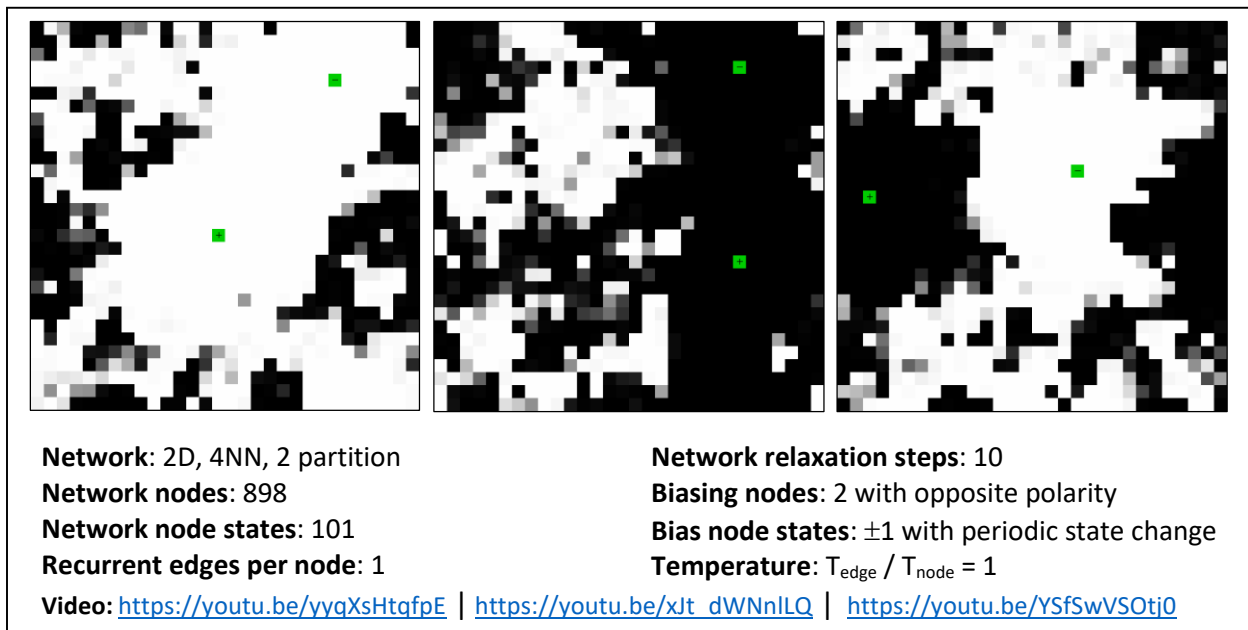 −
+
−
+
−
+
Network: 2D, 4NN, 2 partition
Network nodes: 898
Network node states: 101
Recurrent edges per node: 1
Network relaxation steps: 10
Biasing nodes: 2 with opposite polarity
Bias node states: ±1 with periodic state change
Temperature: Tedge / Tnode = 1
Video: https://youtu.be/yyqXsHtqfpE | https://youtu.be/xJt_dWNnlLQ | https://youtu.be/YSfSwVSOtj0